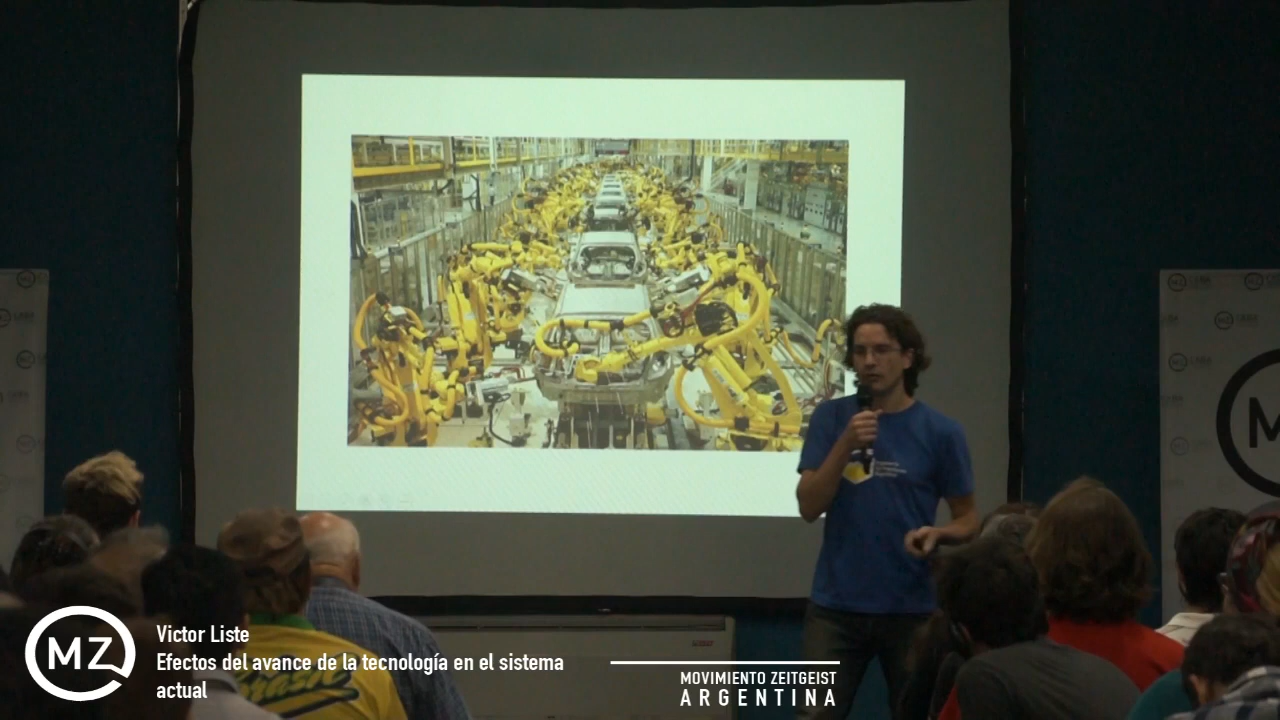 MZ
Victor Liste
Efectos del avance de la tecnología en el sistema
actual
MOVIMIENTO ZEITGEIST
ARGENTINA